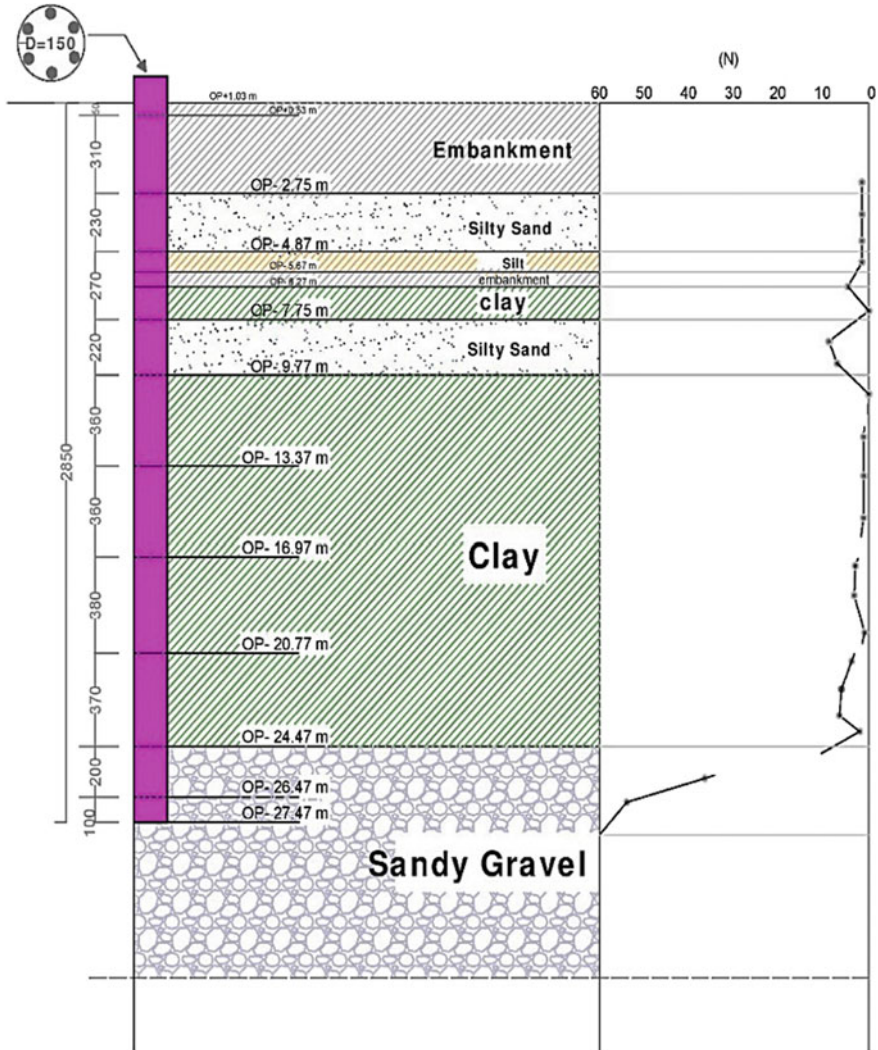 D=150
(N)
60 50 40 30 20 10 0
OP+1.03 m
OP+0.53 m
50
310
Embankment
OP- 2.75 m
230
Silty Sand
OP- 4.87 m
Silt
OP- 5.67 m
270
embankment
OP- 6.27 m
clay
OP- 7.75 m
220
Silty Sand
OP- 9.77 m
360
OP- 13.37 m
2850
360
Clay
OP- 16.97 m
380
OP- 20.77 m
370
OP- 24.47 m
200
OP- 26.47 m
OP- 27.47 m
100
Sandy Gravel